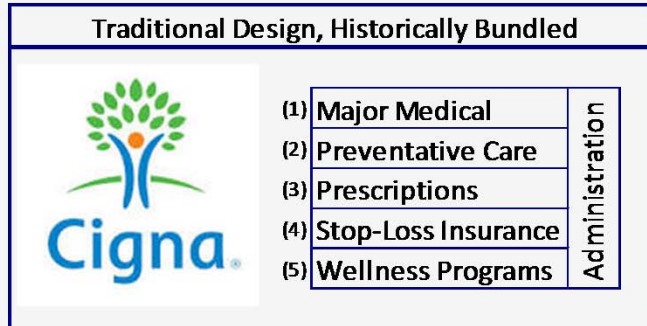 Traditional Design, Historically Bundled
(1) Major Medical
(2) Preventative Care
(3) Prescriptions
(4) Stop-Loss Insurance
(5) Wellness Programs
Administration
Cigna®